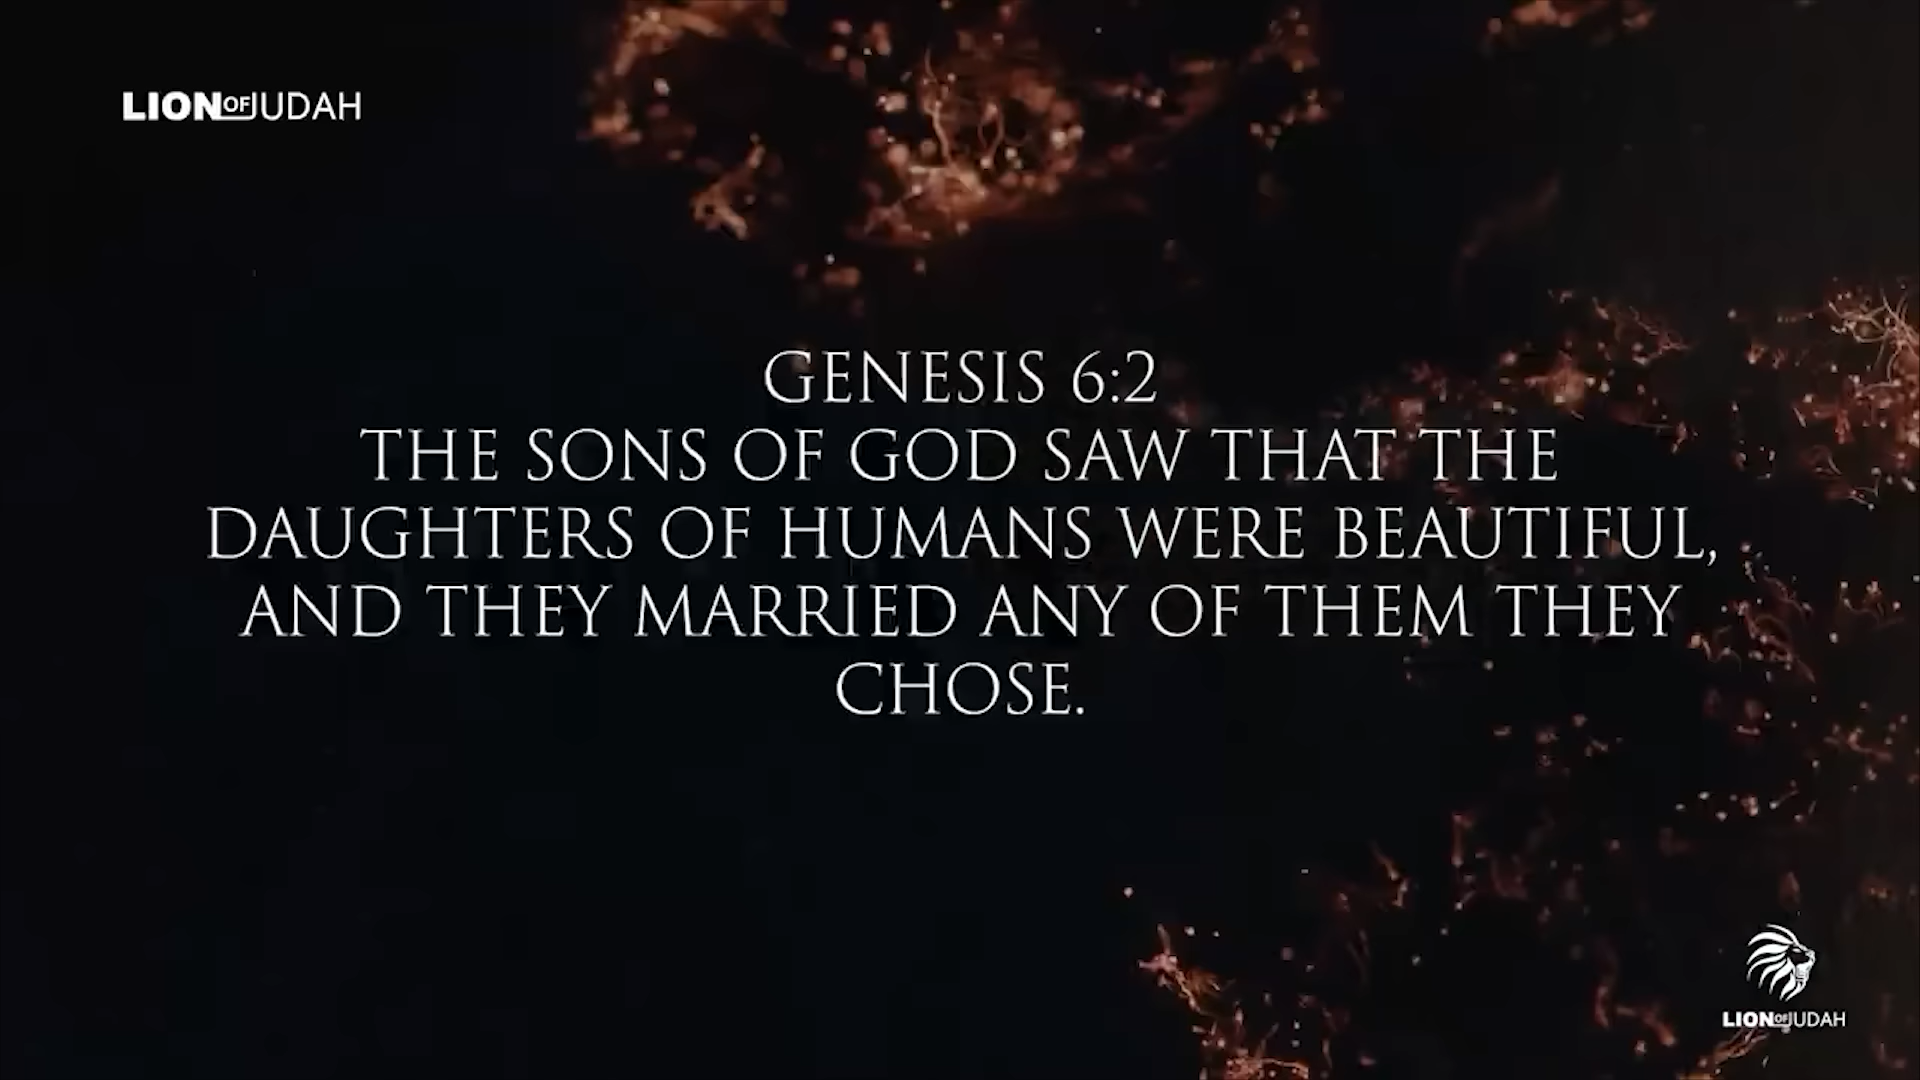 LION OF JUDAH
GENESIS 6:2
THE SONS OF GOD SAW THAT THE
DAUGHTERS OF HUMANS WERE BEAUTIFUL,
AND THEY MARRIED ANY OF THEM THEY
CHOSE.
LION OF JUDAH